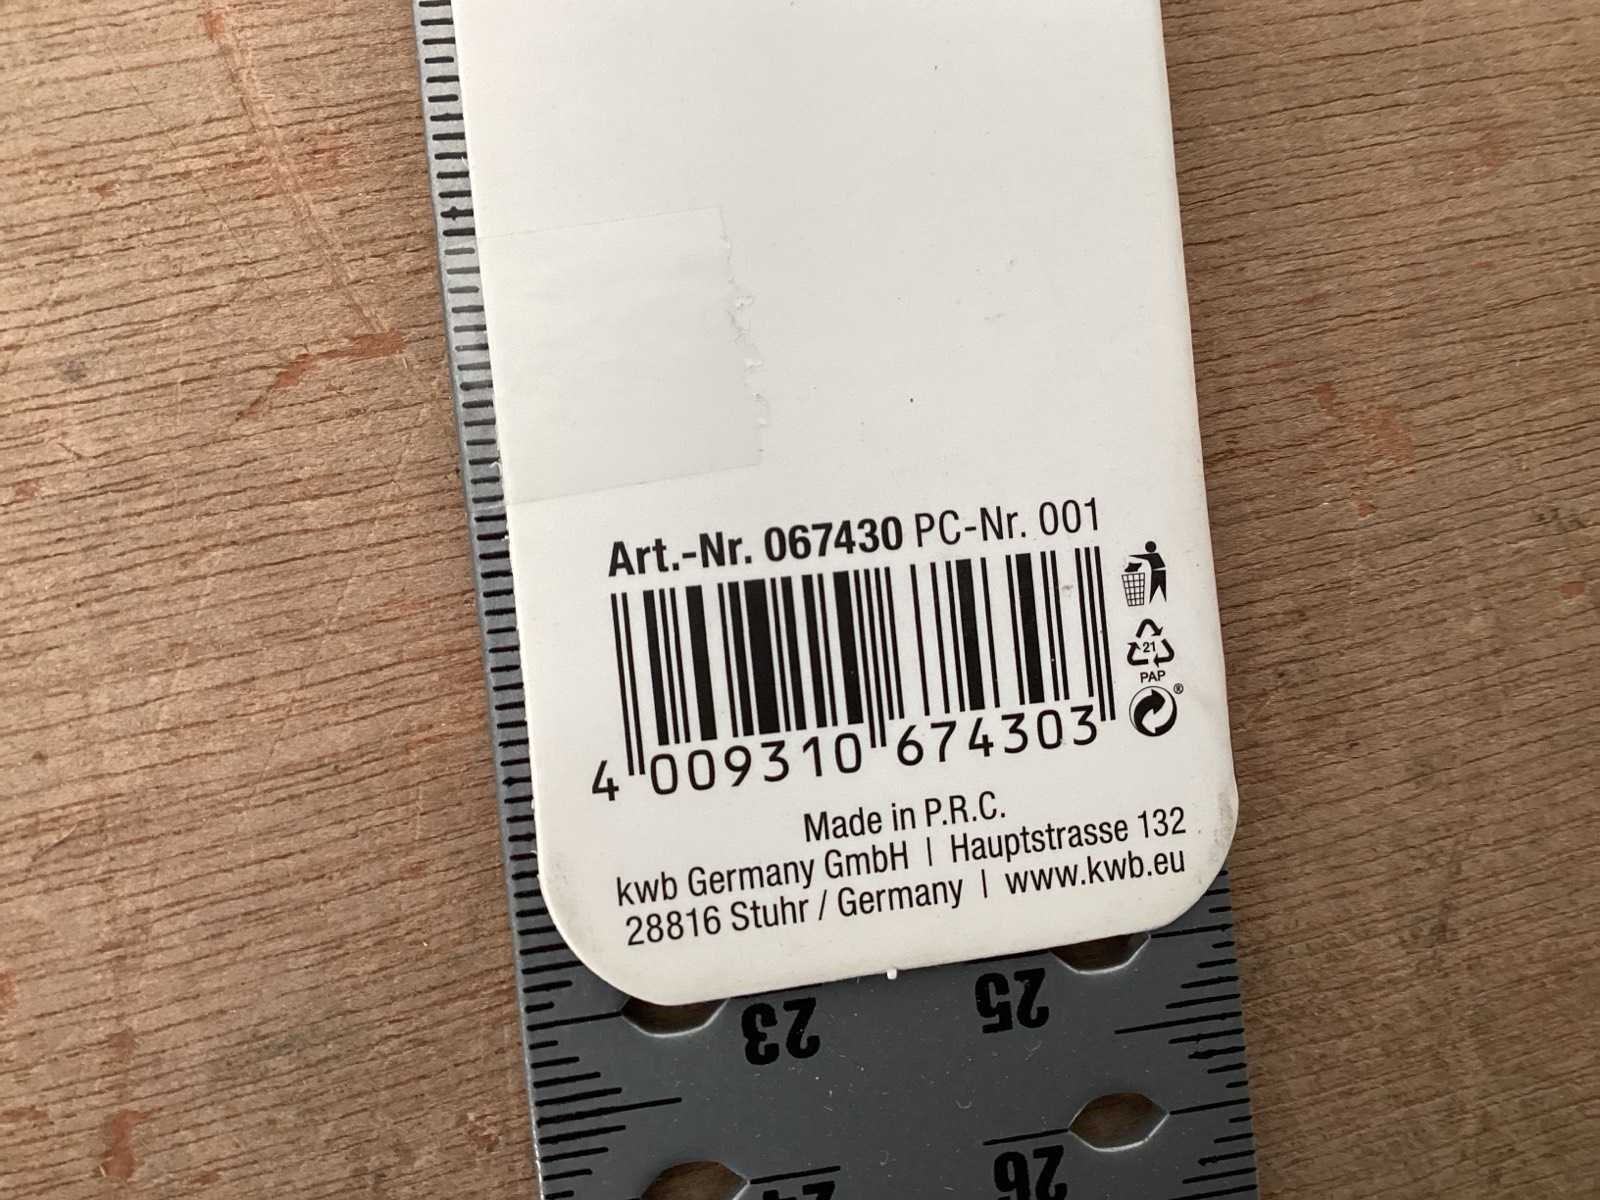 Art.-Nr. 067430 PC-Nr. 001
21
PAP
®
4 009310 674303
Made in P.R.C.
kwb Germany GmbH | Hauptstrasse 132
28816 Stuhr / Germany | www.kwb.eu
23
25
26